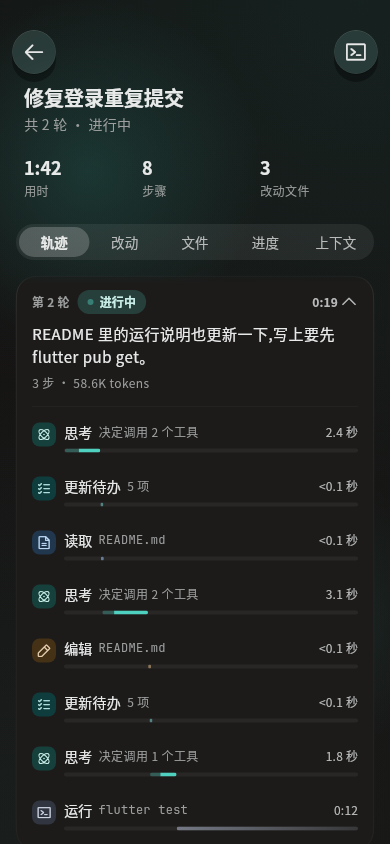 修复登录重复提交
共 2 轮 · 进行中
1:42 8 3
用时 步骤 改动文件
轨迹 改动 文件 进度 上下文
第 2 轮 进行中 0:19
README 里的运行说明也更新一下,写上要先
flutter pub get。
3 步 · 58.6K tokens
思考 决定调用 2 个工具 2.4 秒
更新待办 5 项 <0.1 秒
读取 README.md <0.1 秒
思考 决定调用 2 个工具 3.1 秒
编辑 README.md <0.1 秒
更新待办 5 项 <0.1 秒
思考 决定调用 1 个工具 1.8 秒
运行 flutter test 0:12